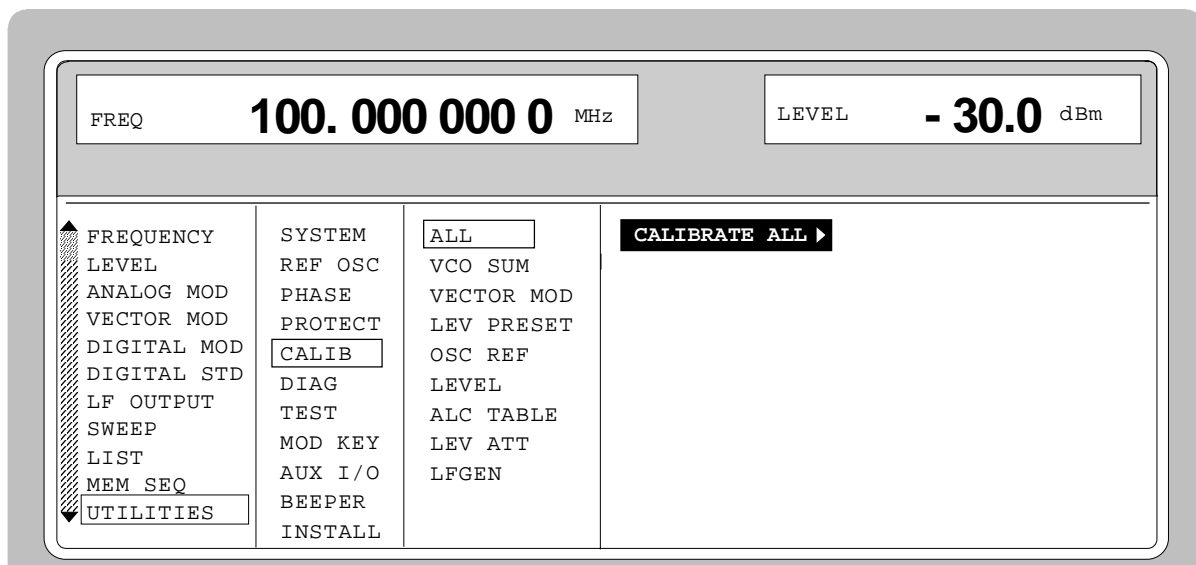 FREQ 100. 000 000 0 MHz
LEVEL - 30.0 dBm
FREQUENCY
LEVEL
ANALOG MOD
VECTOR MOD
DIGITAL MOD
DIGITAL STD
LF OUTPUT
SWEEP
LIST
MEM SEQ
UTILITIES
SYSTEM
REF OSC
PHASE
PROTECT
CALIB
DIAG
TEST
MOD KEY
AUX I/O
BEEPER
INSTALL
ALL
VCO SUM
VECTOR MOD
LEV PRESET
OSC REF
LEVEL
ALC TABLE
LEV ATT
LFGEN
CALIBRATE ALL